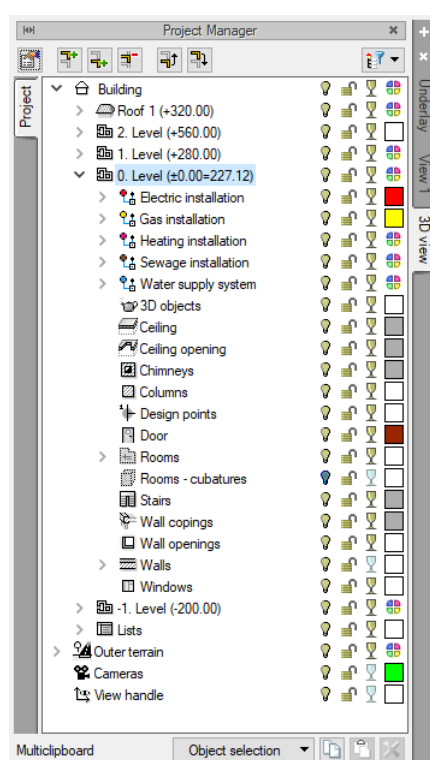 Project Manager
Project
Building
Roof 1 (+320.00)
2. Level (+560.00)
1. Level (+280.00)
0. Level (±0.00=227.12)
Electric installation
Gas installation
Heating installation
Sewage installation
Water supply system
3D objects
Ceiling
Ceiling opening
Chimneys
Columns
Design points
Door
Rooms
Rooms - cubatures
Stairs
Wall copings
Wall openings
Walls
Windows
-1. Level (-200.00)
Lists
Outer terrain
Cameras
View handle
Underlay
View 1
3D view
Multiclipboard
Object selection